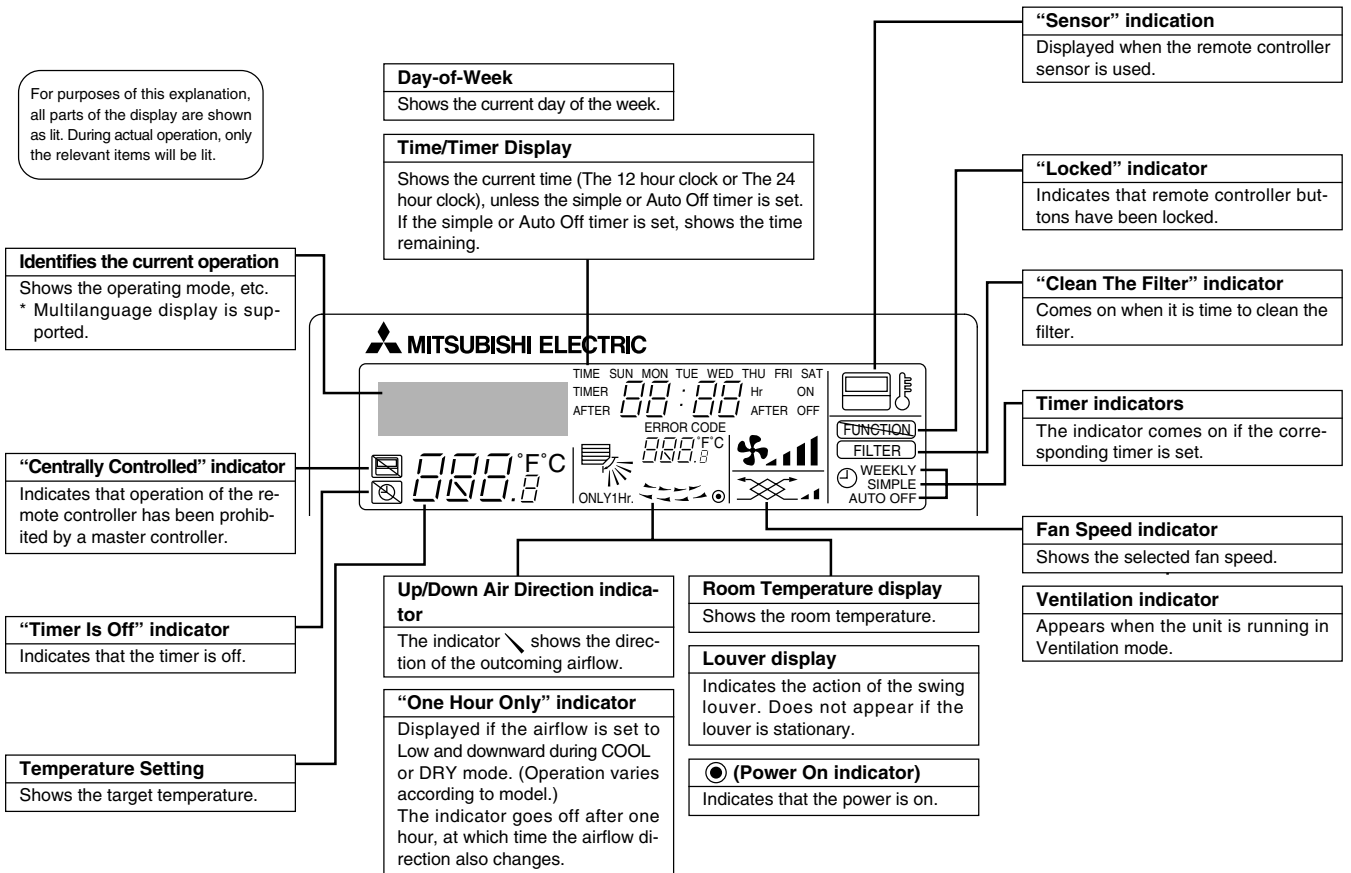 For purposes of this explanation,
all parts of the display are shown
as lit. During actual operation, only
the relevant items will be lit.
Day-of-Week
Shows the current day of the week.
Time/Timer Display
Shows the current time (The 12 hour clock or The 24
hour clock), unless the simple or Auto Off timer is set.
If the simple or Auto Off timer is set, shows the time
remaining.
“Sensor” indication
Displayed when the remote controller
sensor is used.
“Locked” indicator
Indicates that remote controller but-
tons have been locked.
“Clean The Filter” indicator
Comes on when it is time to clean the
filter.
Timer indicators
The indicator comes on if the corre-
sponding timer is set.
Fan Speed indicator
Shows the selected fan speed.
Ventilation indicator
Appears when the unit is running in
Ventilation mode.
Identifies the current operation
Shows the operating mode, etc.
* Multilanguage display is sup-
ported.
“Centrally Controlled” indicator
Indicates that operation of the re-
mote controller has been prohib-
ited by a master controller.
“Timer Is Off” indicator
Indicates that the timer is off.
Temperature Setting
Shows the target temperature.
MITSUBISHI ELECTRIC
TIME SUN MON TUE WED THU FRI SAT
TIMER 88:88 Hr ON
AFTER AFTER OFF
ERROR CODE
888.8 °F°C
888.8 °F°C
ONLY1Hr.
FUNCTION
FILTER
WEEKLY
SIMPLE
AUTO OFF
Up/Down Air Direction indica-
tor
The indicator shows the direc-
tion of the outcoming airflow.
“One Hour Only” indicator
Displayed if the airflow is set to
Low and downward during COOL
or DRY mode. (Operation varies
according to model.)
The indicator goes off after one
hour, at which time the airflow di-
rection also changes.
Room Temperature display
Shows the room temperature.
Louver display
Indicates the action of the swing
louver. Does not appear if the
louver is stationary.
(Power On indicator)
Indicates that the power is on.